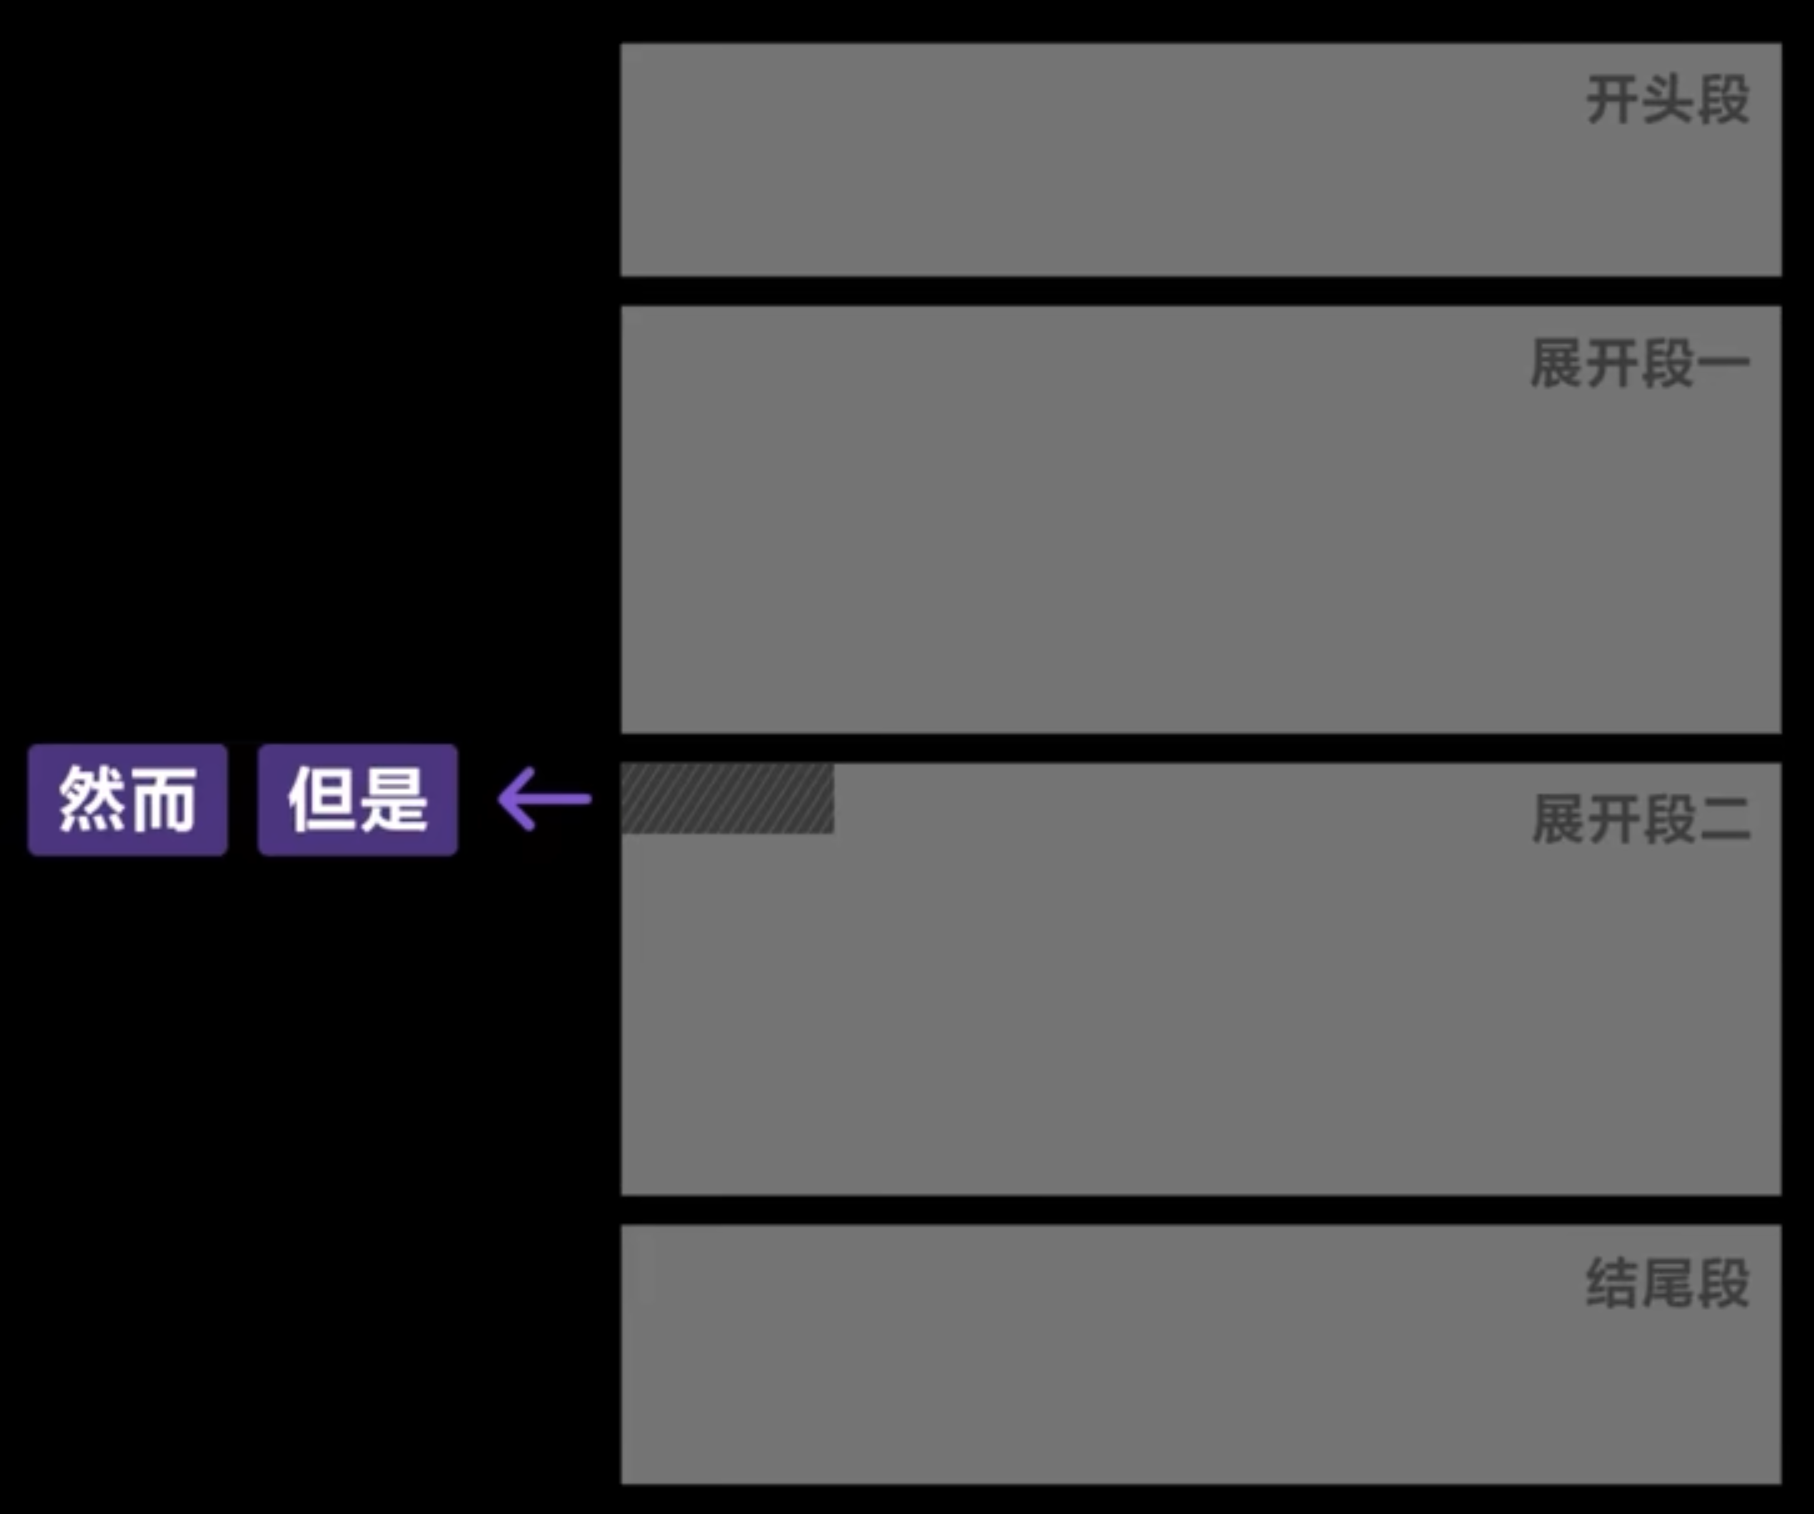 开头段
展开段一
然而 但是
展开段二
结尾段